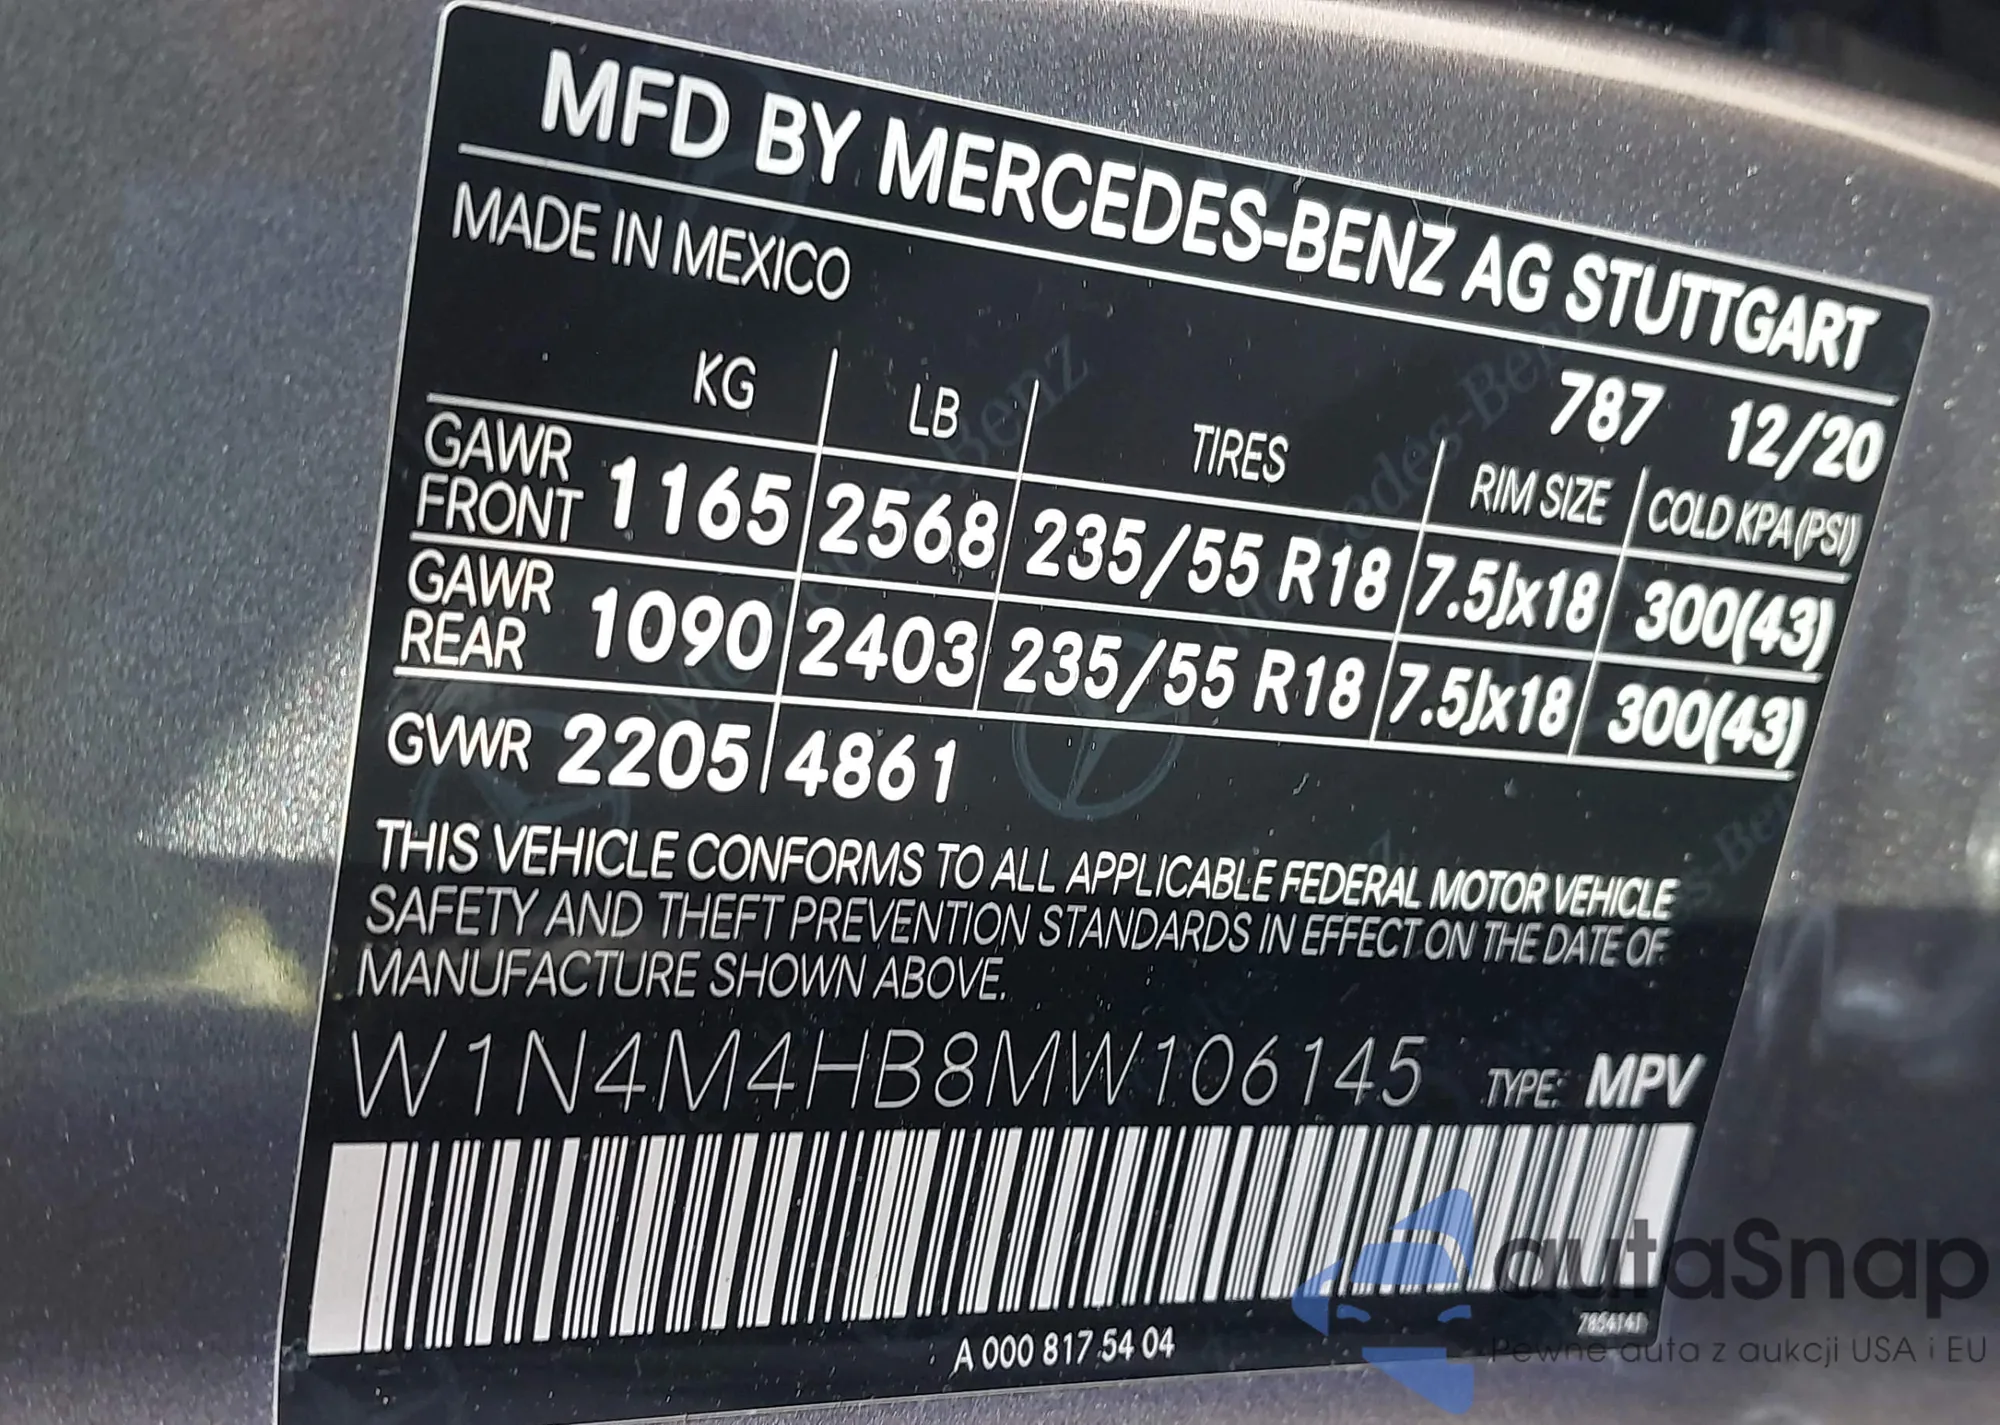 MFD BY MERCEDES-BENZ AG STUTTGART
MADE IN MEXICO
787 12/20
KG LB TIRES RIM SIZE COLD KPA(PSI)
GAWR FRONT 1165 2568 235/55 R18 7.5Jx18 300(43)
GAWR REAR 1090 2403 235/55 R18 7.5Jx18 300(43)
GVWR 2205 4861
THIS VEHICLE CONFORMS TO ALL APPLICABLE FEDERAL MOTOR VEHICLE
SAFETY AND THEFT PREVENTION STANDARDS IN EFFECT ON THE DATE OF
MANUFACTURE SHOWN ABOVE.
W1N4M4HB8MW106145 TYPE: MPV
A 000 817 54 04
autaSnap
Pewne auta z aukcji USA i EU